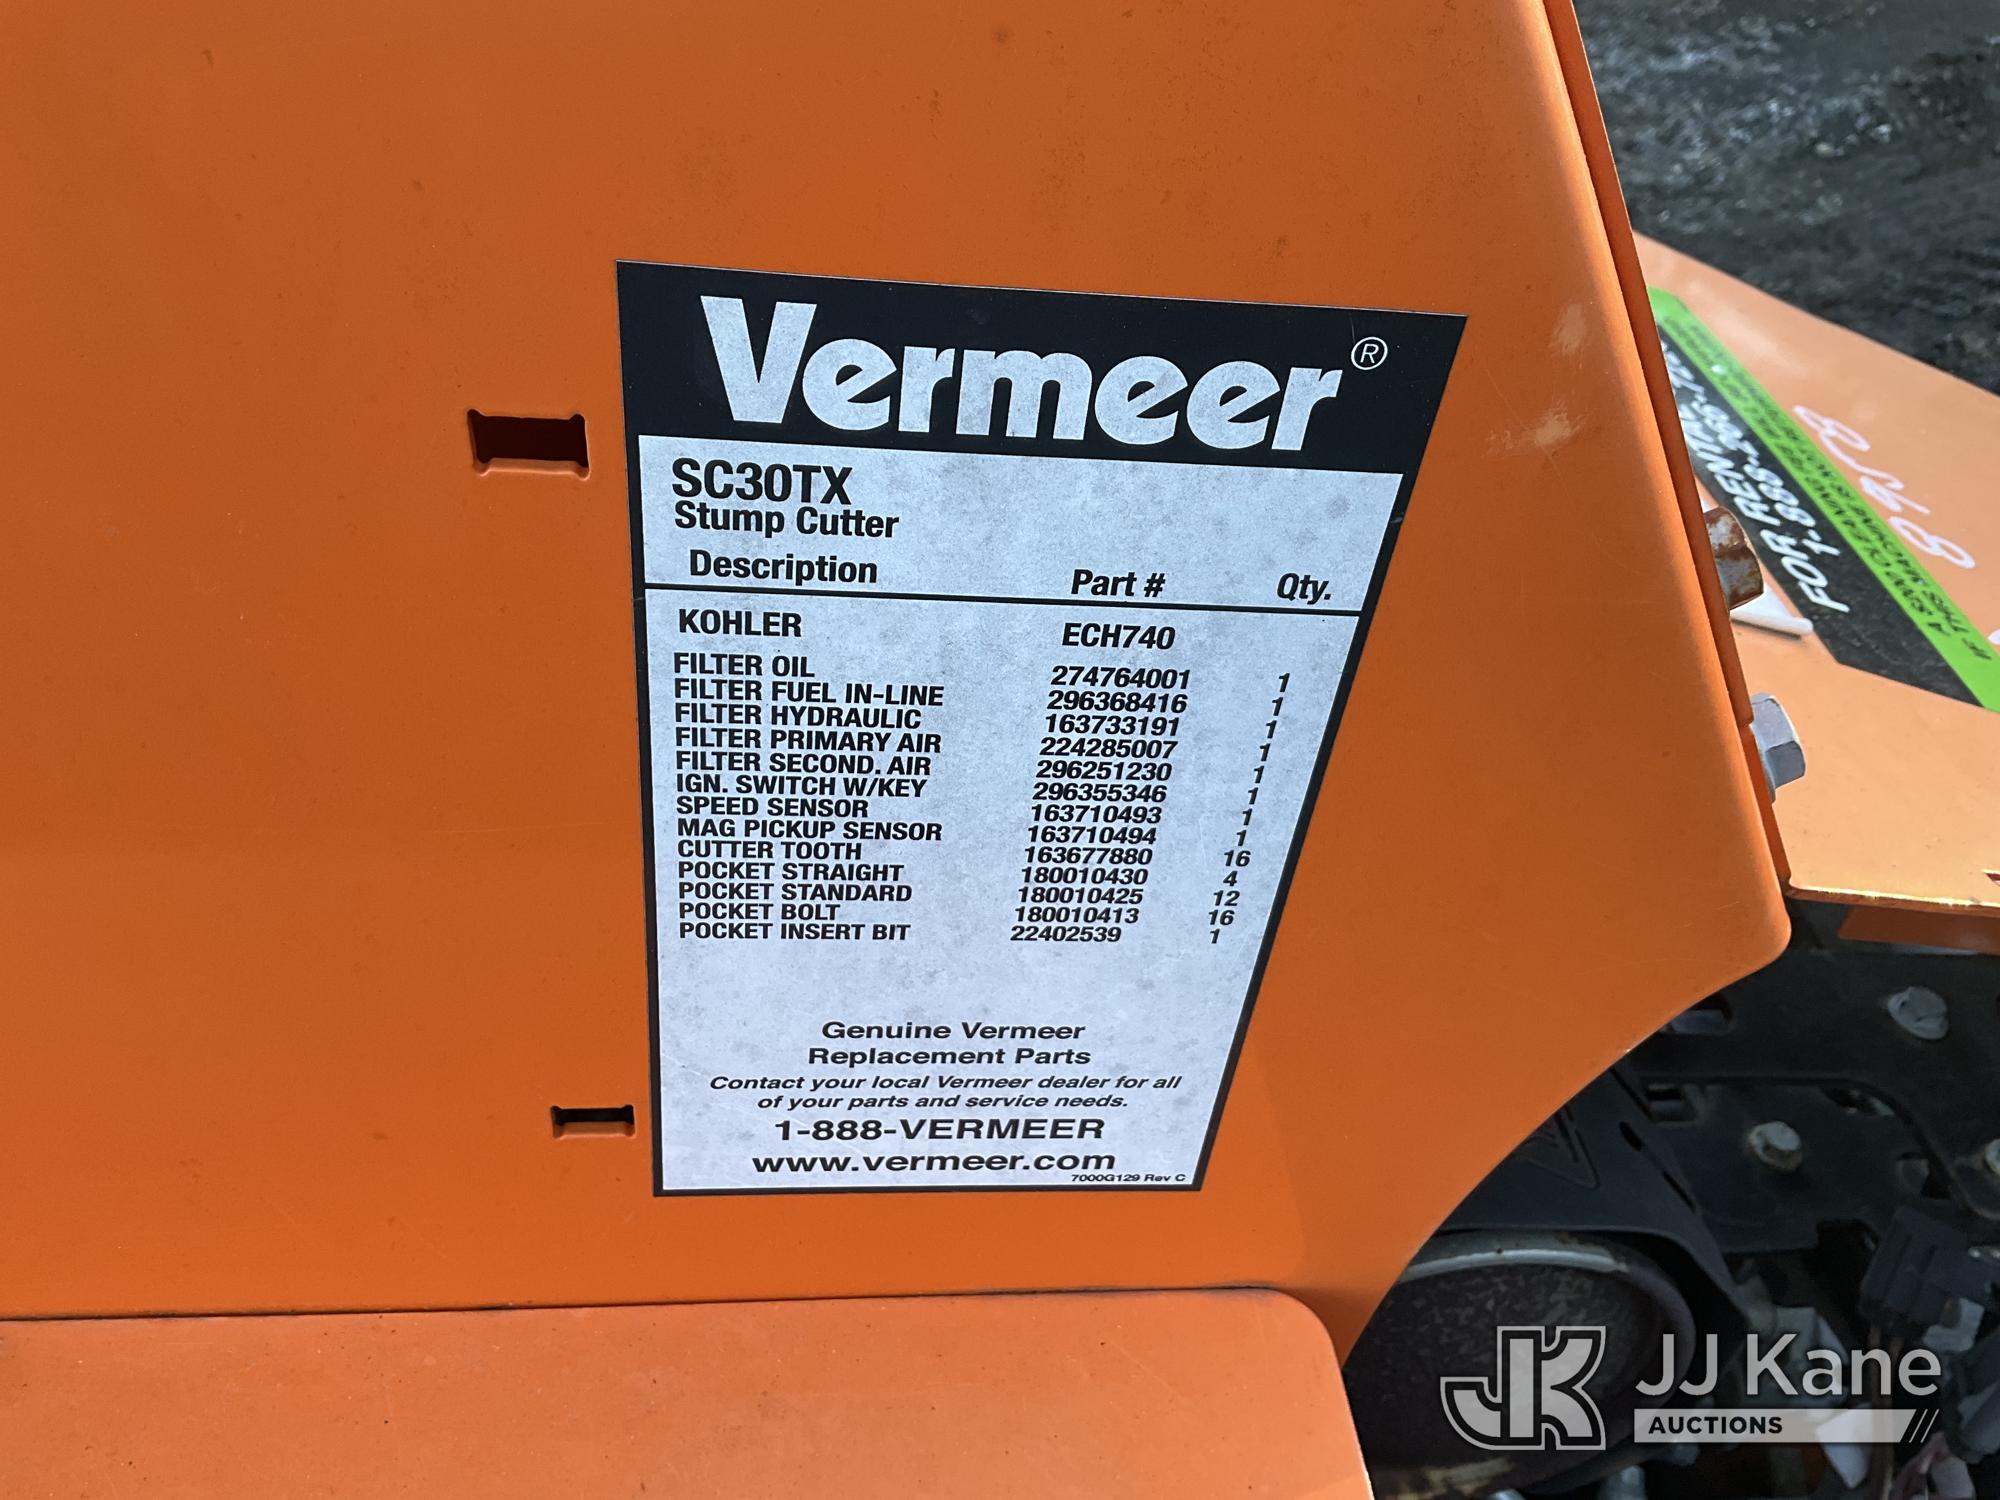 Vermeer®
SC30TX
Stump Cutter
Description Part # Qty.
KOHLER ECH740
FILTER OIL 274764001 1
FILTER FUEL IN-LINE 296368416 1
FILTER HYDRAULIC 163733191 1
FILTER PRIMARY AIR 224285007 1
FILTER SECOND. AIR 296251230 1
IGN. SWITCH W/KEY 296355346 1
SPEED SENSOR 163710493 1
MAG PICKUP SENSOR 163710494 1
CUTTER TOOTH 163677880 16
POCKET STRAIGHT 180010430 4
POCKET STANDARD 180010425 12
POCKET BOLT 180010413 16
POCKET INSERT BIT 22402539 1
Genuine Vermeer
Replacement Parts
Contact your local Vermeer dealer for all
of your parts and service needs.
1-888-VERMEER
www.vermeer.com
7000G129 Rev C
FOR
IF THIS MACHINE
JK JJ Kane
AUCTIONS